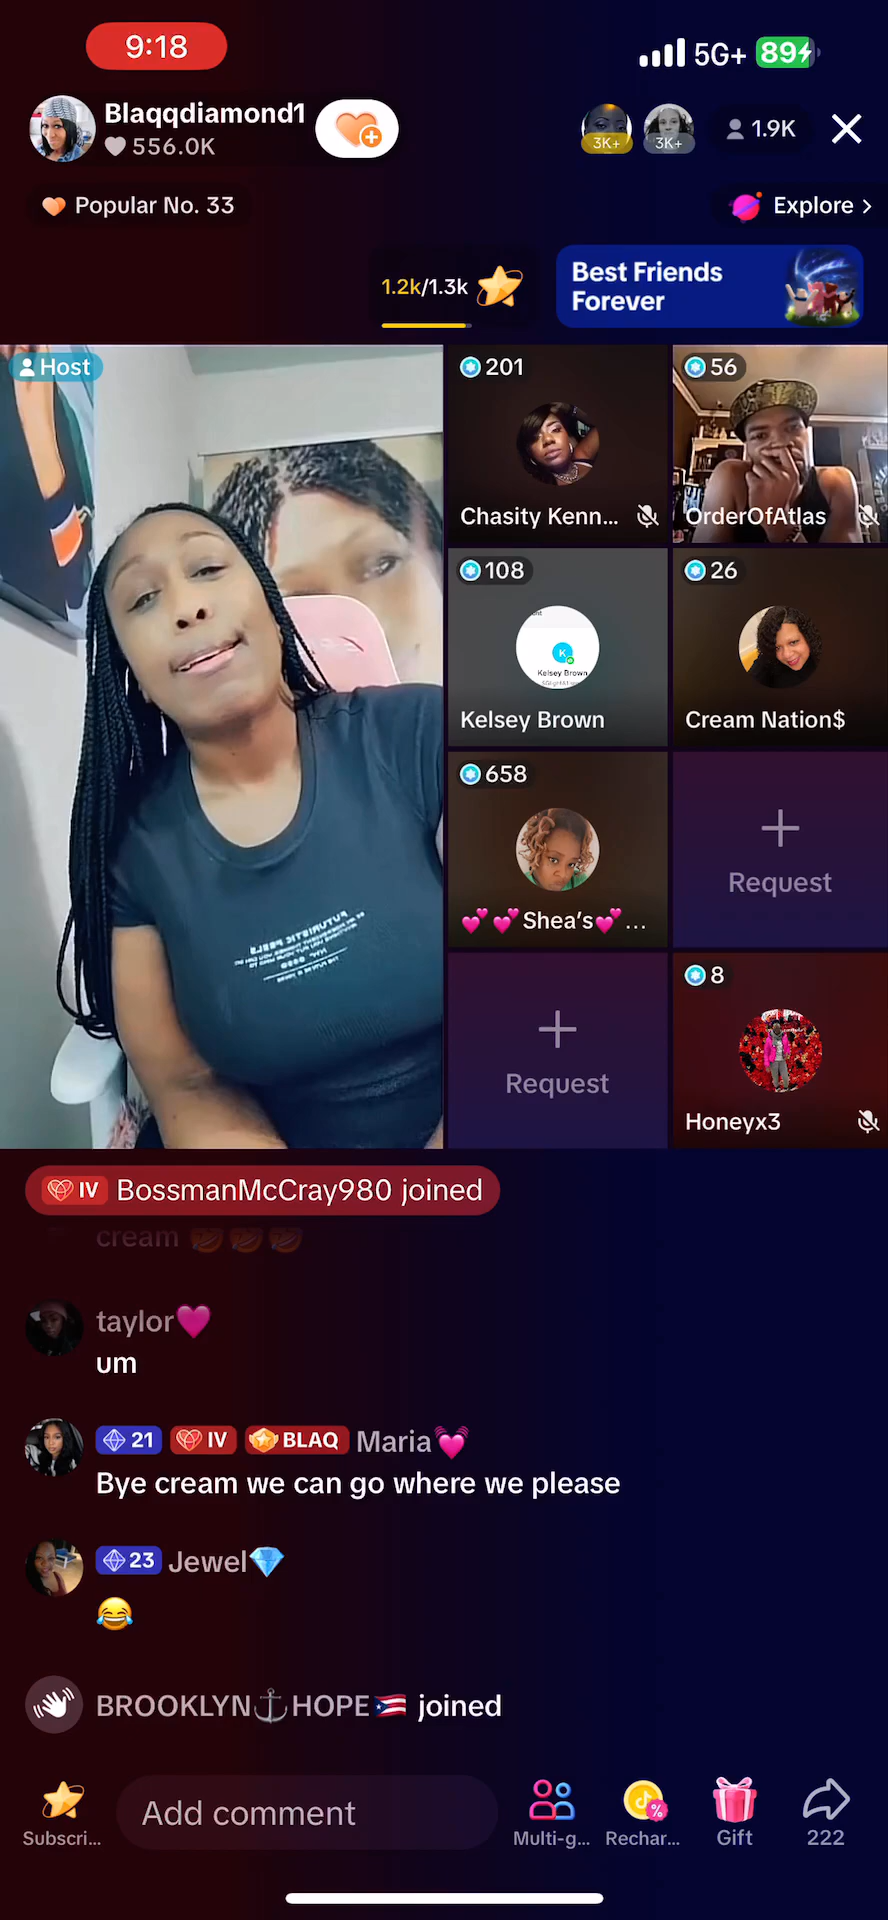 9:18
5G+ 89
Blaqqdiamond1
556.0K
3K+
3K+
1.9K
Popular No. 33
Explore >
1.2k/1.3k
Best Friends
Forever
Host
201
Chasity Kenn...
56
OrderOfAtlas
108
K
Kelsey Brown
Kelsey Brown
26
Cream Nation$
658
💕💕Shea's💕...
+
Request
+
Request
8
Honeyx3
IV BossmanMcCray980 joined
cream 🤣🤣🤣
taylor💗
um
21 IV BLAQ Maria💓
Bye cream we can go where we please
23 Jewel💎
😂
BROOKLYN⚓HOPE🇵🇷 joined
Subscri...
Add comment
Multi-g...
Rechar...
Gift
222